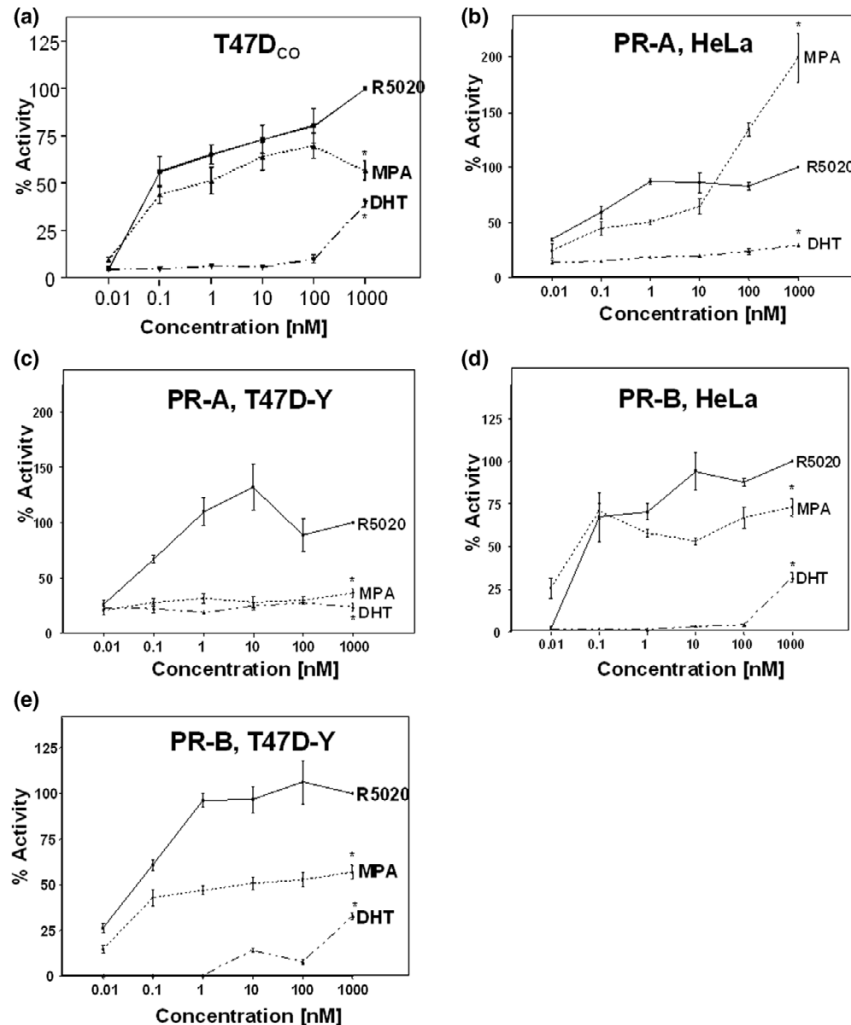 (a)
T47DCO
% Activity
125
100
75
50
25
0
R5020
*
MPA
DHT
*
0.01 0.1 1 10 100 1000
Concentration [nM]
(b)
PR-A, HeLa
% Activity
200
150
100
50
0
*
MPA
R5020
*
DHT
0.01 0.1 1 10 100 1000
Concentration [nM]
(c)
PR-A, T47D-Y
% Activity
200
150
100
50
0
R5020
*
MPA
DHT
*
0.01 0.1 1 10 100 1000
Concentration [nM]
(d)
PR-B, HeLa
% Activity
125
100
75
50
25
0
R5020
*
MPA
*
DHT
0.01 0.1 1 10 100 1000
Concentration [nM]
(e)
PR-B, T47D-Y
% Activity
125
100
75
50
25
0
R5020
*
MPA
*
DHT
0.01 0.1 1 10 100 1000
Concentration [nM]